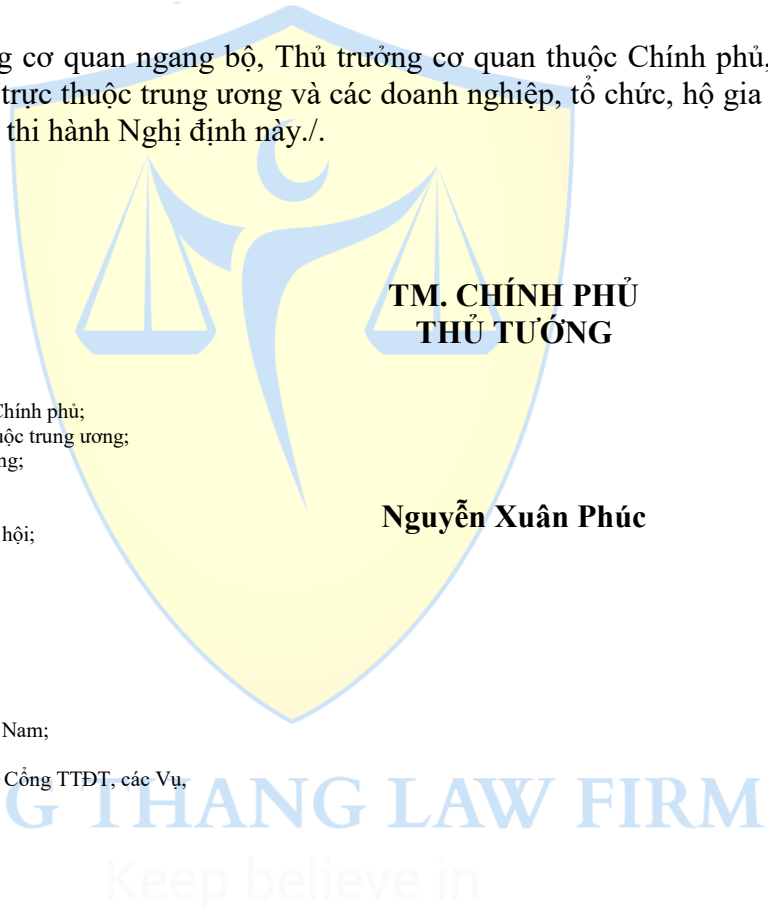 g cơ quan ngang bộ, Thủ trưởng cơ quan thuộc Chính phủ,
trực thuộc trung ương và các doanh nghiệp, tổ chức, hộ gia
thi hành Nghị định này./.
TM. CHÍNH PHỦ
THỦ TƯỚNG
Chính phủ;
uộc trung ương;
ng;
Nguyễn Xuân Phúc
hội;
Nam;
Cổng TTĐT, các Vụ,
G THANG LAW FIRM
Keep believe in